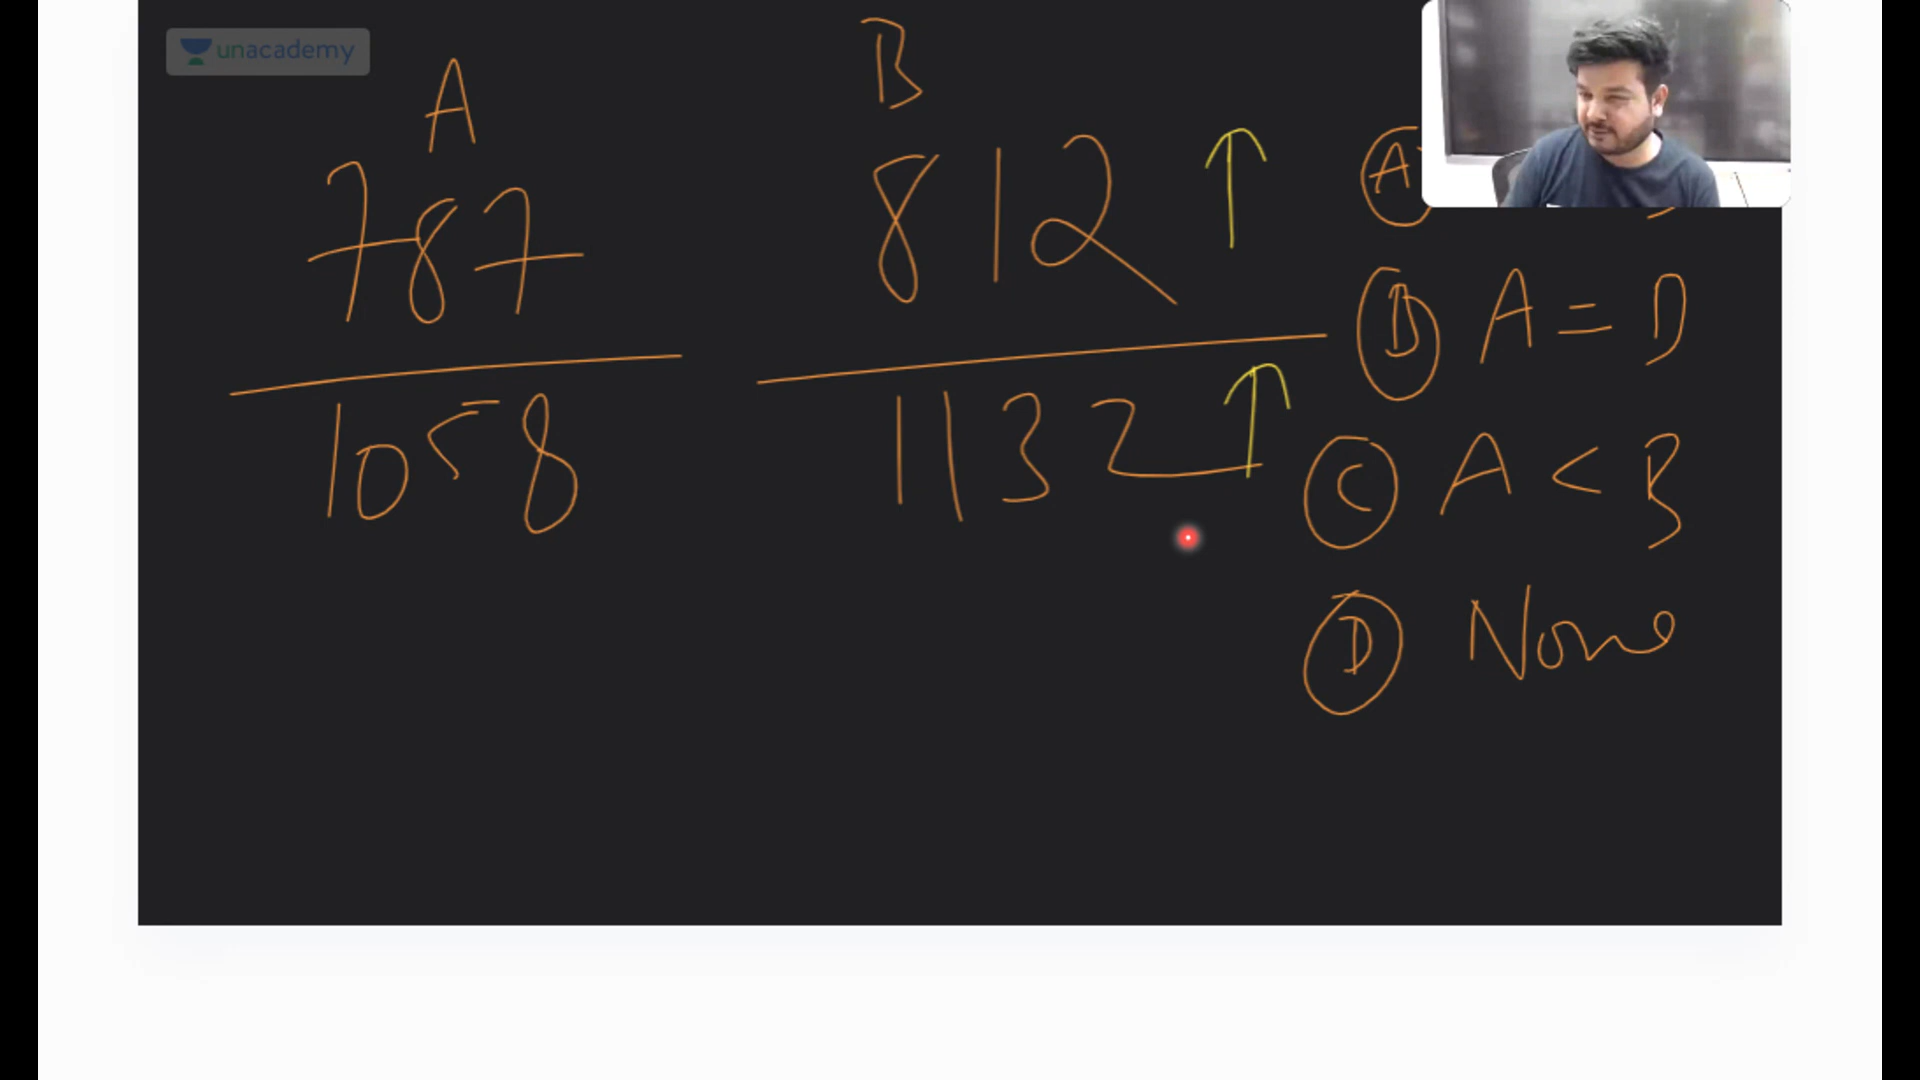 unacademy
A
787
1058
B
812 ↑
1132 ↑
(A)
(B) A = B
(C) A < B
(D) None